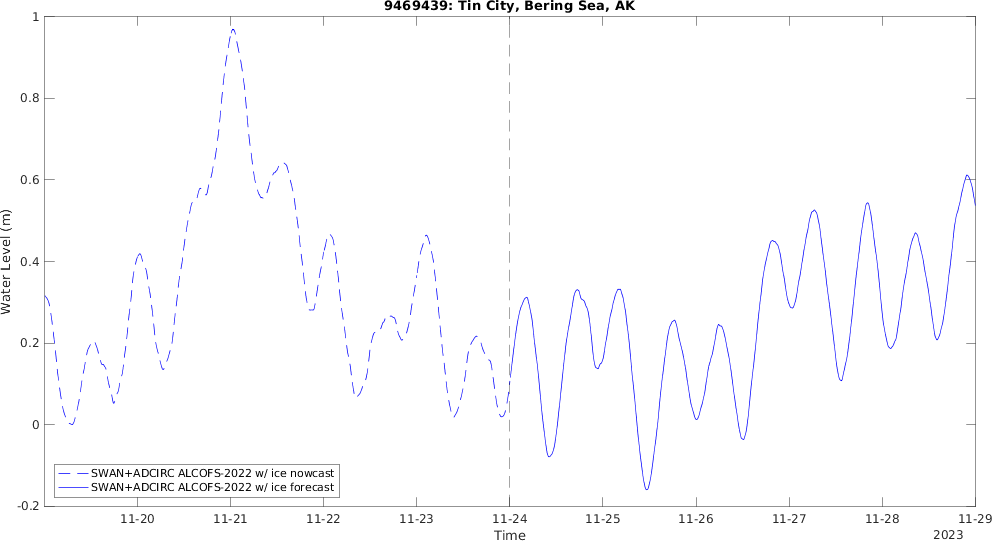 9469439: Tin City, Bering Sea, AK
Water Level (m)
1
0.8
0.6
0.4
0.2
0
-0.2
SWAN+ADCIRC ALCOFS-2022 w/ ice nowcast
SWAN+ADCIRC ALCOFS-2022 w/ ice forecast
11-20 11-21 11-22 11-23 11-24 11-25 11-26 11-27 11-28 11-29
Time
2023